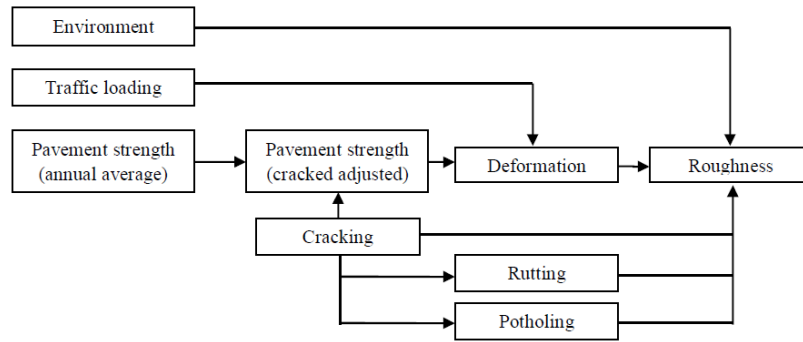 Environment
Traffic loading
Pavement strength
(annual average)
Pavement strength
(cracked adjusted)
Deformation
Roughness
Cracking
Rutting
Potholing